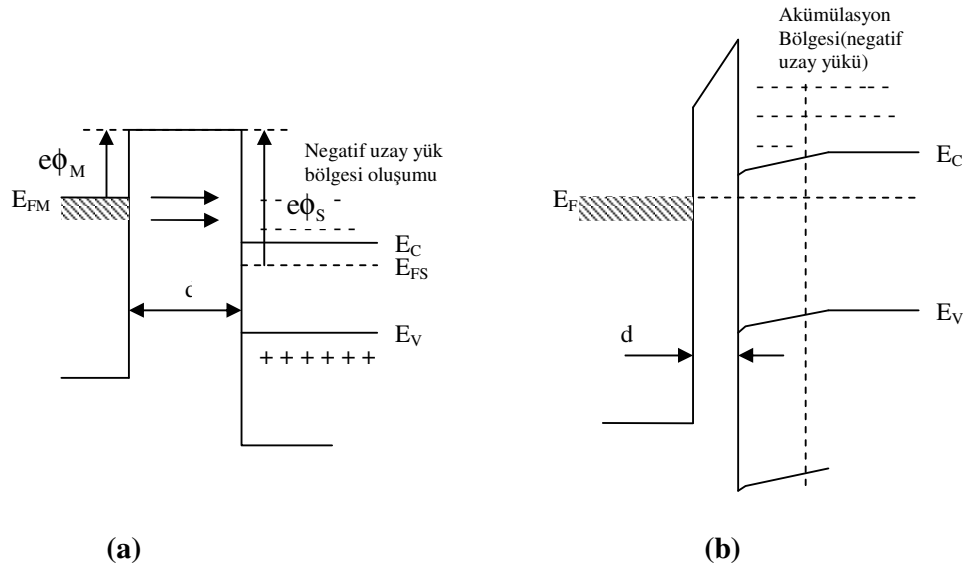 eϕM
EFM
Negatif uzay yük
bölgesi oluşumu
eϕS
EC
EFS
EV
+ + + + + +
(a)
Akümülasyon
Bölgesi(negatif
uzay yükü)
EC
EF
EV
d
(b)